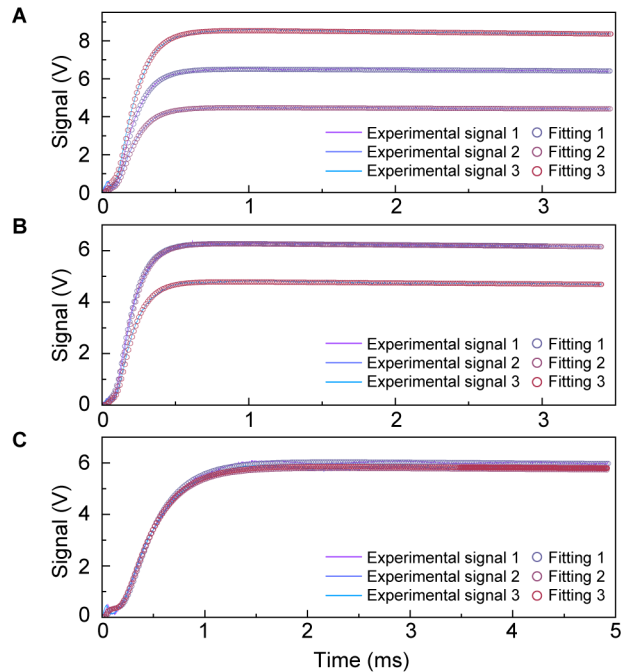 A
8
6
4
2
0
Signal (V)
Experimental signal 1 Fitting 1
Experimental signal 2 Fitting 2
Experimental signal 3 Fitting 3
0 1 2 3
B
6
4
2
0
Signal (V)
Experimental signal 1 Fitting 1
Experimental signal 2 Fitting 2
Experimental signal 3 Fitting 3
0 1 2 3
C
6
4
2
0
Signal (V)
Experimental signal 1 Fitting 1
Experimental signal 2 Fitting 2
Experimental signal 3 Fitting 3
0 1 2 3 4 5
Time (ms)